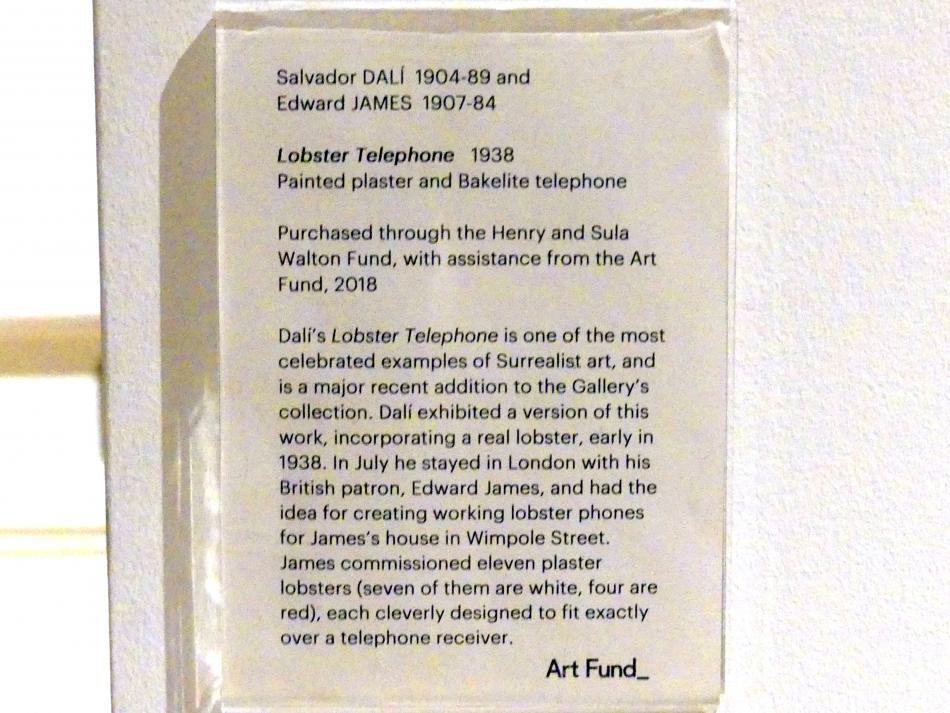 Salvador DALÍ 1904-89 and
Edward JAMES 1907-84
Lobster Telephone 1938
Painted plaster and Bakelite telephone
Purchased through the Henry and Sula
Walton Fund, with assistance from the Art
Fund, 2018
Dalí's Lobster Telephone is one of the most
celebrated examples of Surrealist art, and
is a major recent addition to the Gallery's
collection. Dalí exhibited a version of this
work, incorporating a real lobster, early in
1938. In July he stayed in London with his
British patron, Edward James, and had the
idea for creating working lobster phones
for James's house in Wimpole Street.
James commissioned eleven plaster
lobsters (seven of them are white, four are
red), each cleverly designed to fit exactly
over a telephone receiver.
Art Fund_